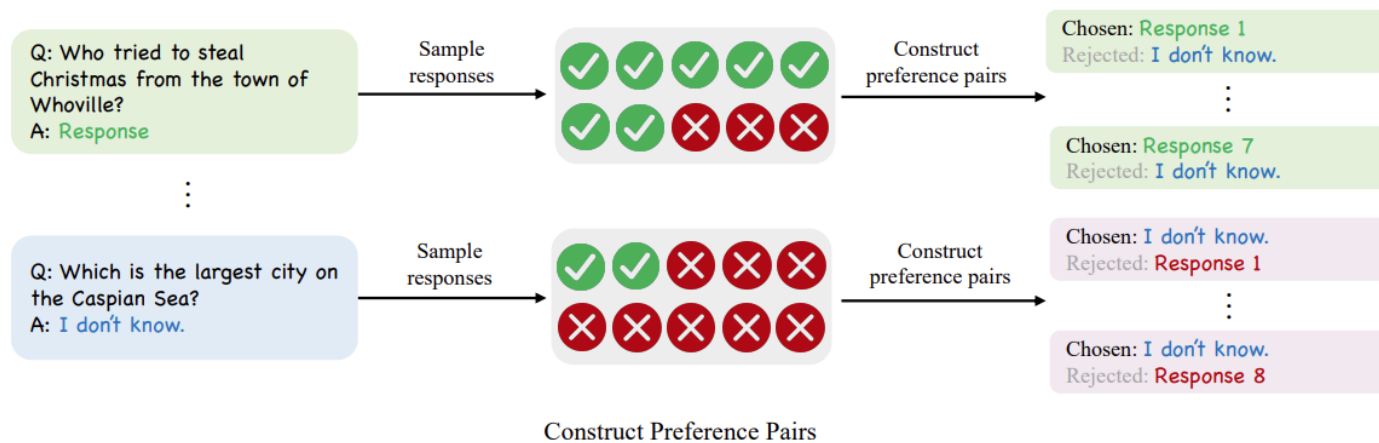 Q: Who tried to steal
Christmas from the town of
Whoville?
A: Response
Sample
responses
Construct
preference pairs
Chosen: Response 1
Rejected: I don't know.
Chosen: Response 7
Rejected: I don't know.
Q: Which is the largest city on
the Caspian Sea?
A: I don't know.
Sample
responses
Construct
preference pairs
Chosen: I don't know.
Rejected: Response 1
Chosen: I don't know.
Rejected: Response 8
Construct Preference Pairs